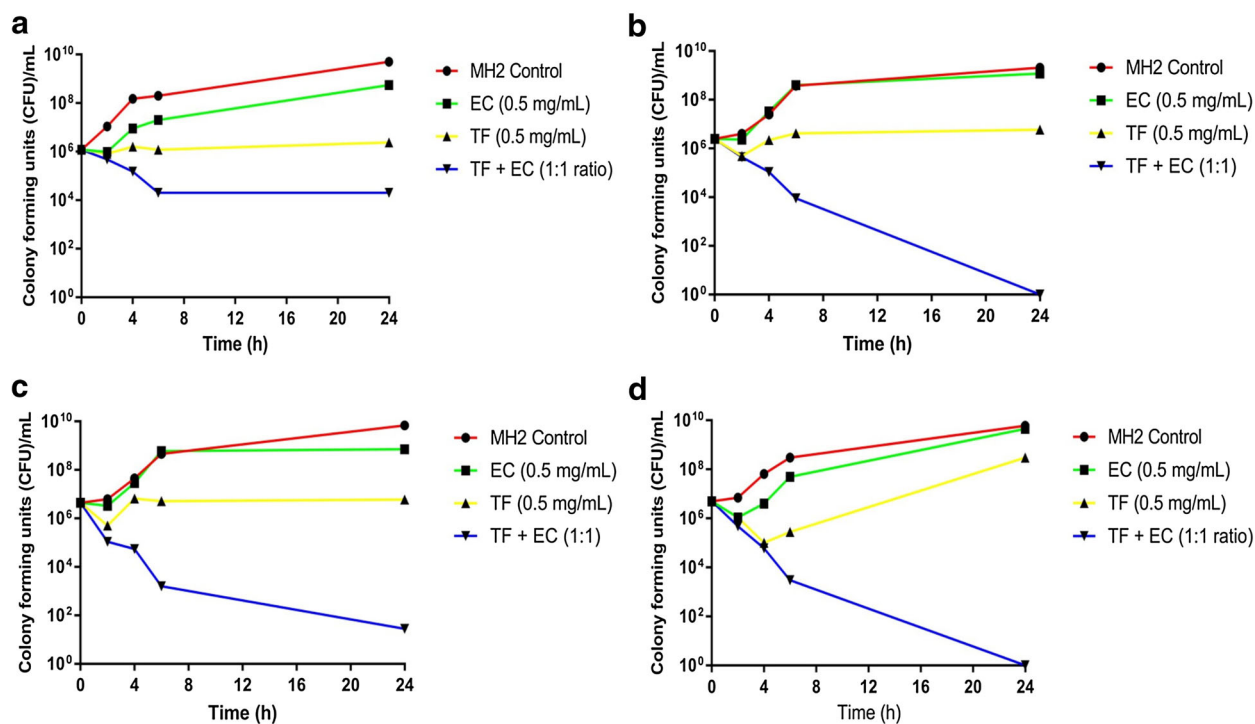 a
Colony forming units (CFU)/mL
10^10
10^8
10^6
10^4
10^2
10^0
0 4 8 12 16 20 24
Time (h)
MH2 Control
EC (0.5 mg/mL)
TF (0.5 mg/mL)
TF + EC (1:1 ratio)
b
Colony forming units (CFU)/mL
10^10
10^8
10^6
10^4
10^2
10^0
0 4 8 12 16 20 24
Time (h)
MH2 Control
EC (0.5 mg/mL)
TF (0.5 mg/mL)
TF + EC (1:1)
c
Colony forming units (CFU)/mL
10^10
10^8
10^6
10^4
10^2
10^0
0 4 8 12 16 20 24
Time (h)
MH2 Control
EC (0.5 mg/mL)
TF (0.5 mg/mL)
TF + EC (1:1)
d
Colony forming units (CFU)/mL
10^10
10^8
10^6
10^4
10^2
10^0
0 4 8 12 16 20 24
Time (h)
MH2 Control
EC (0.5 mg/mL)
TF (0.5 mg/mL)
TF + EC (1:1 ratio)